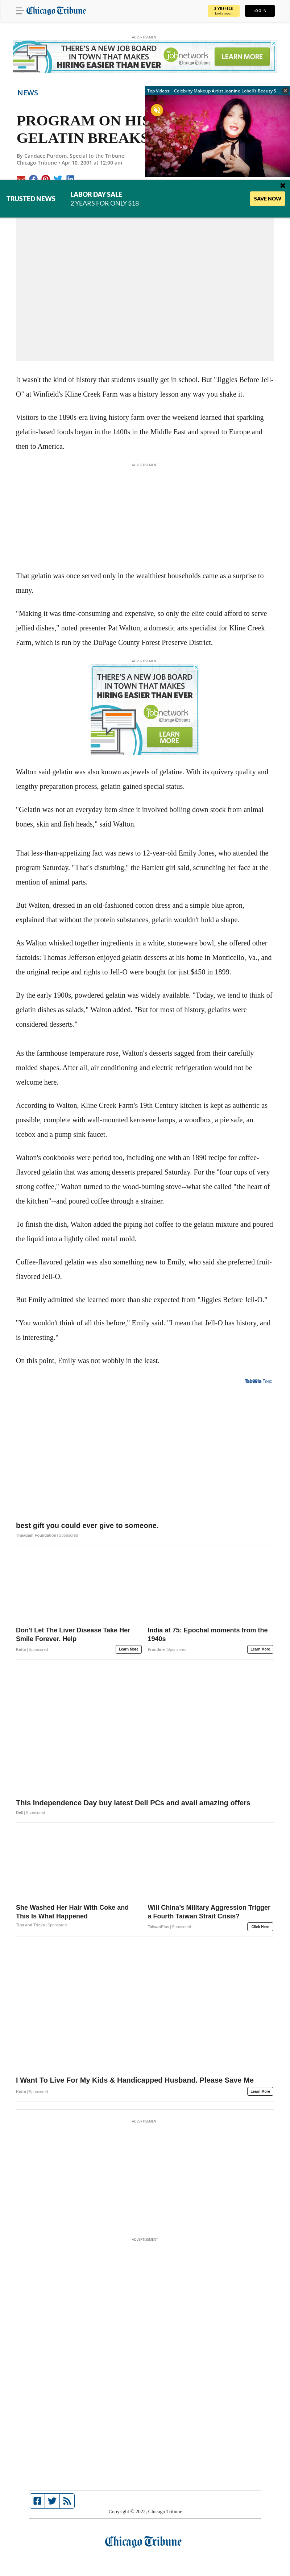 Chicago Tribune
2 YRS/$18
Ends soon
LOG IN
ADVERTISEMENT
THERE'S A NEW JOB BOARD
IN TOWN THAT MAKES
HIRING EASIER THAN EVER
jobnetwork
Chicago Tribune
LEARN MORE
NEWS
Top Videos - Celebrity Makeup Artist Jeanine Lobell's Beauty S...
PROGRAM ON HIS
GELATIN BREAKS
By Candace Purdom. Special to the Tribune
Chicago Tribune • Apr 10, 2001 at 12:00 am
TRUSTED NEWS
LABOR DAY SALE
2 YEARS FOR ONLY $18
SAVE NOW
It wasn't the kind of history that students usually get in school. But "Jiggles Before Jell-
O" at Winfield's Kline Creek Farm was a history lesson any way you shake it.
Visitors to the 1890s-era living history farm over the weekend learned that sparkling
gelatin-based foods began in the 1400s in the Middle East and spread to Europe and
then to America.
ADVERTISEMENT
That gelatin was once served only in the wealthiest households came as a surprise to
many.
"Making it was time-consuming and expensive, so only the elite could afford to serve
jellied dishes," noted presenter Pat Walton, a domestic arts specialist for Kline Creek
Farm, which is run by the DuPage County Forest Preserve District.
ADVERTISEMENT
THERE'S A NEW JOB BOARD
IN TOWN THAT MAKES
HIRING EASIER THAN EVER
jobnetwork
Chicago Tribune
LEARN
MORE
Walton said gelatin was also known as jewels of gelatine. With its quivery quality and
lengthy preparation process, gelatin gained special status.
"Gelatin was not an everyday item since it involved boiling down stock from animal
bones, skin and fish heads," said Walton.
That less-than-appetizing fact was news to 12-year-old Emily Jones, who attended the
program Saturday. "That's disturbing," the Bartlett girl said, scrunching her face at the
mention of animal parts.
But Walton, dressed in an old-fashioned cotton dress and a simple blue apron,
explained that without the protein substances, gelatin wouldn't hold a shape.
As Walton whisked together ingredients in a white, stoneware bowl, she offered other
factoids: Thomas Jefferson enjoyed gelatin desserts at his home in Monticello, Va., and
the original recipe and rights to Jell-O were bought for just $450 in 1899.
By the early 1900s, powdered gelatin was widely available. "Today, we tend to think of
gelatin dishes as salads," Walton added. "But for most of history, gelatins were
considered desserts."
As the farmhouse temperature rose, Walton's desserts sagged from their carefully
molded shapes. After all, air conditioning and electric refrigeration would not be
welcome here.
According to Walton, Kline Creek Farm's 19th Century kitchen is kept as authentic as
possible, complete with wall-mounted kerosene lamps, a woodbox, a pie safe, an
icebox and a pump sink faucet.
Walton's cookbooks were period too, including one with an 1890 recipe for coffee-
flavored gelatin that was among desserts prepared Saturday. For the "four cups of very
strong coffee," Walton turned to the wood-burning stove--what she called "the heart of
the kitchen"--and poured coffee through a strainer.
To finish the dish, Walton added the piping hot coffee to the gelatin mixture and poured
the liquid into a lightly oiled metal mold.
Coffee-flavored gelatin was also something new to Emily, who said she preferred fruit-
flavored Jell-O.
But Emily admitted she learned more than she expected from "Jiggles Before Jell-O."
"You wouldn't think of all this before," Emily said. "I mean that Jell-O has history, and
is interesting."
On this point, Emily was not wobbly in the least.
Taboola Feed
best gift you could ever give to someone.
Thiagam Foundation | Sponsored
Don't Let The Liver Disease Take Her
Smile Forever. Help
Ketto | Sponsored
Learn More
India at 75: Epochal moments from the
1940s
Frontline | Sponsored
Learn More
This Independence Day buy latest Dell PCs and avail amazing offers
Dell | Sponsored
She Washed Her Hair With Coke and
This Is What Happened
Tips and Tricks | Sponsored
Will China's Military Aggression Trigger
a Fourth Taiwan Strait Crisis?
TaiwanPlus | Sponsored
Click Here
I Want To Live For My Kids & Handicapped Husband. Please Save Me
Ketto | Sponsored
Learn More
ADVERTISEMENT
ADVERTISEMENT
Copyright © 2022, Chicago Tribune
Chicago Tribune